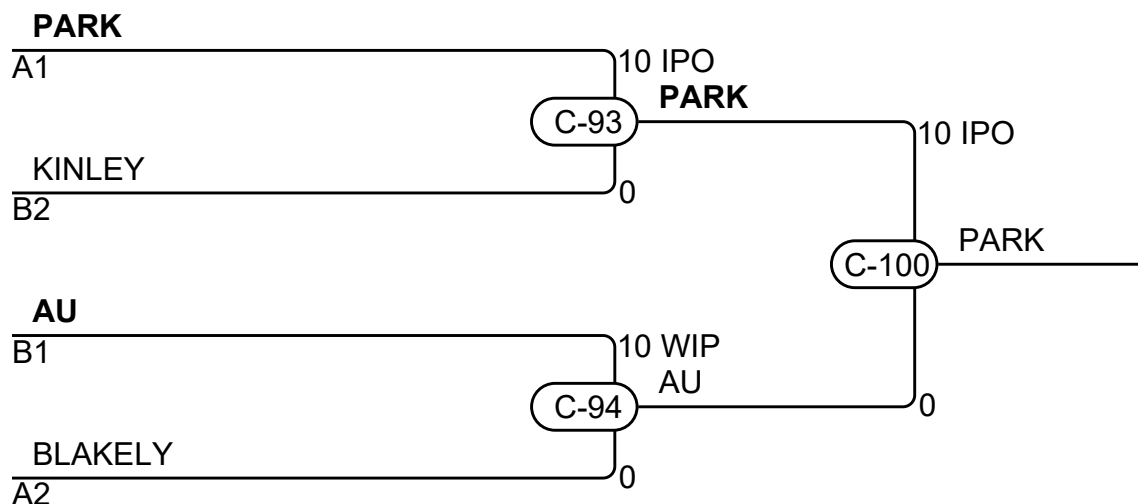 PARK
A1
10 IPO
PARK
C-93
10 IPO
KINLEY
B2
0
PARK
C-100
AU
B1
10 WIP
AU
C-94
0
BLAKELY
A2
0